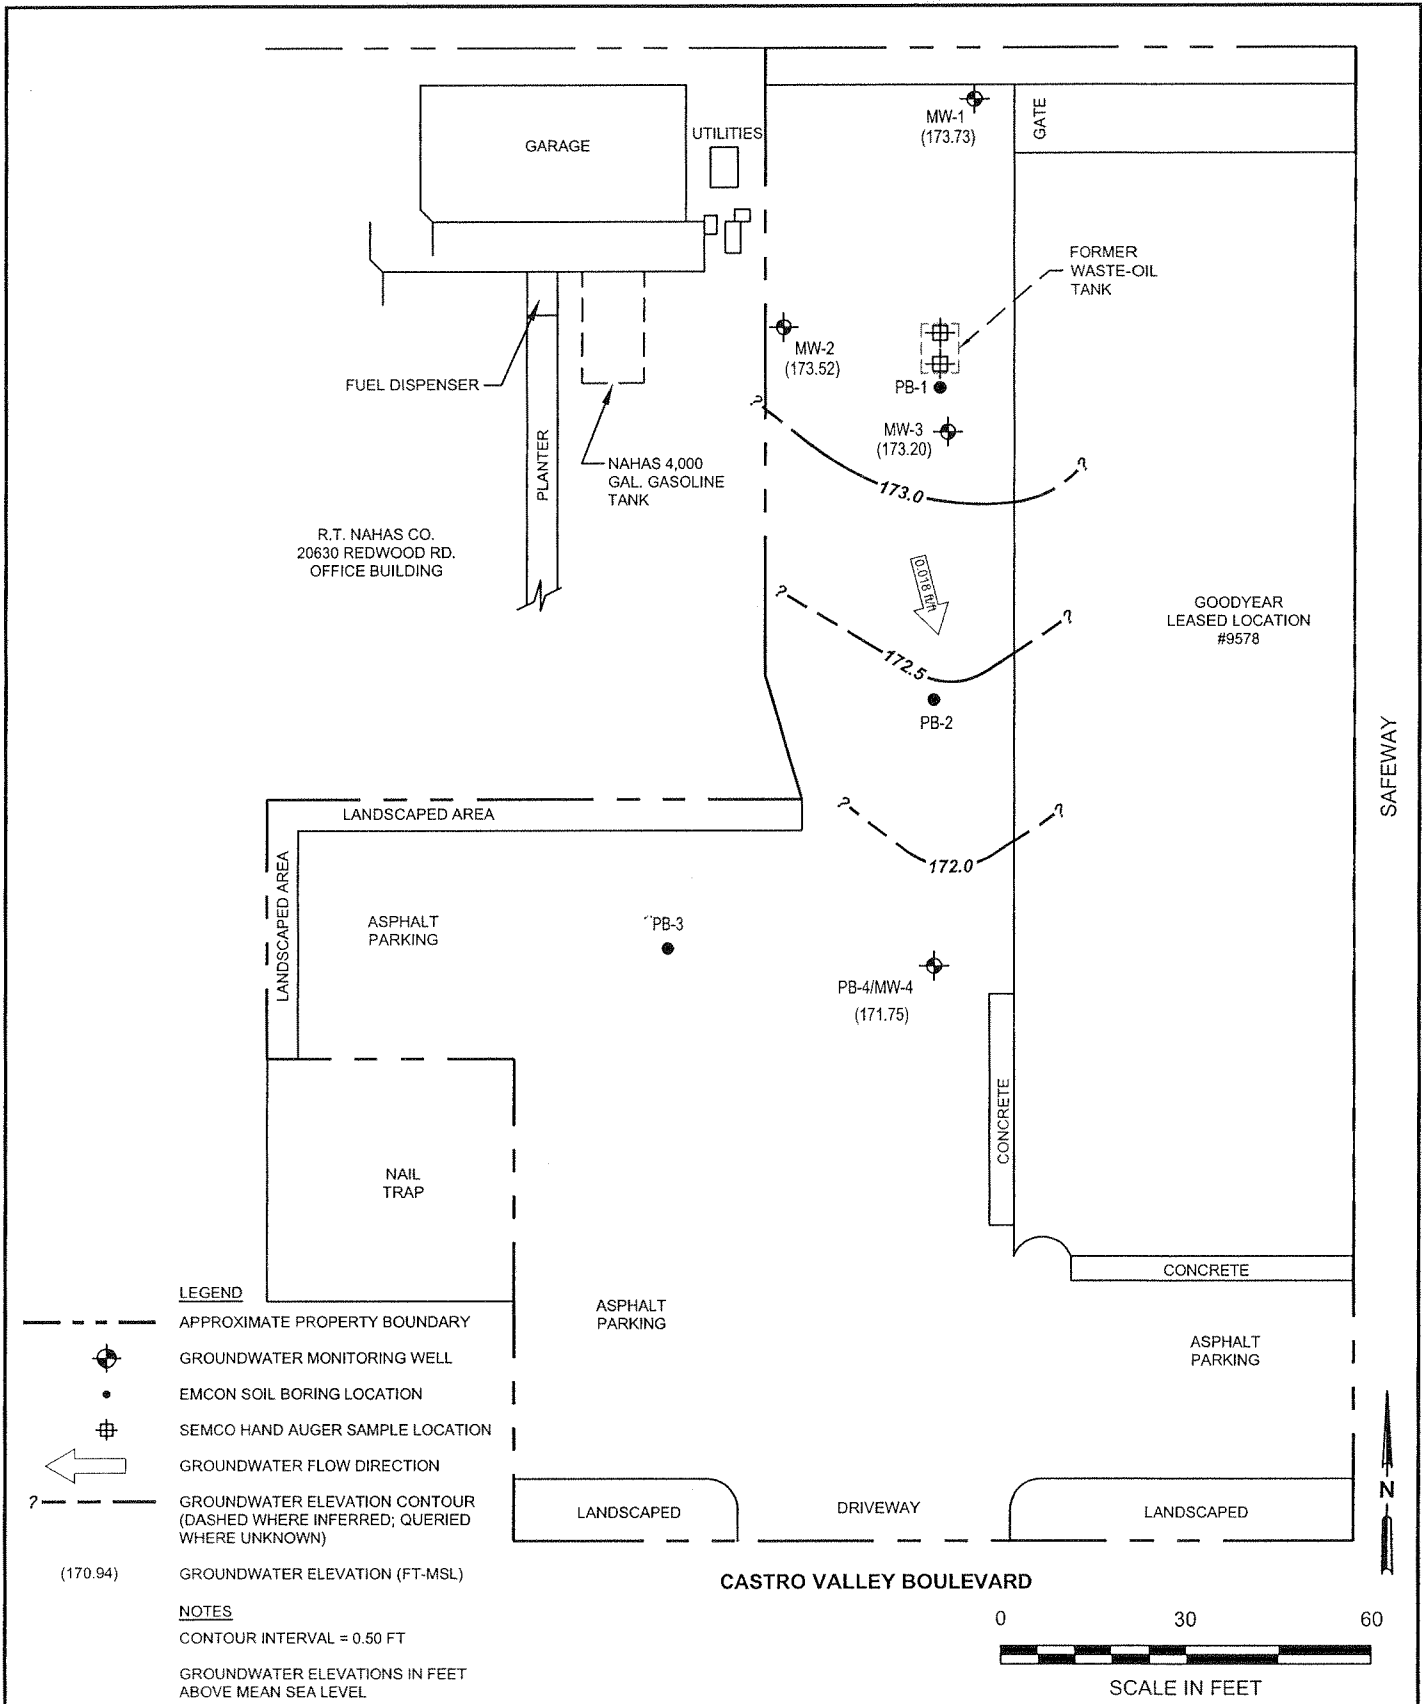 GARAGE
UTILITIES
MW-1
(173.73)
GATE
FORMER
WASTE-OIL
TANK
MW-2
(173.52)
PB-1
FUEL DISPENSER
MW-3
(173.20)
PLANTER
NAHAS 4,000
GAL. GASOLINE
TANK
?
173.0
?
R.T. NAHAS CO.
20630 REDWOOD RD.
OFFICE BUILDING
0.018 ft/ft
?
172.5
?
GOODYEAR
LEASED LOCATION
#9578
PB-2
SAFEWAY
LANDSCAPED AREA
LANDSCAPED AREA
?
172.0
?
ASPHALT
PARKING
PB-3
PB-4/MW-4
(171.75)
CONCRETE
NAIL
TRAP
CONCRETE
ASPHALT
PARKING
ASPHALT
PARKING
LEGEND
APPROXIMATE PROPERTY BOUNDARY
GROUNDWATER MONITORING WELL
EMCON SOIL BORING LOCATION
SEMCO HAND AUGER SAMPLE LOCATION
GROUNDWATER FLOW DIRECTION
? GROUNDWATER ELEVATION CONTOUR
(DASHED WHERE INFERRED; QUERIED
WHERE UNKNOWN)
(170.94) GROUNDWATER ELEVATION (FT-MSL)
NOTES
CONTOUR INTERVAL = 0.50 FT
GROUNDWATER ELEVATIONS IN FEET
ABOVE MEAN SEA LEVEL
LANDSCAPED
DRIVEWAY
LANDSCAPED
N
CASTRO VALLEY BOULEVARD
0 30 60
SCALE IN FEET